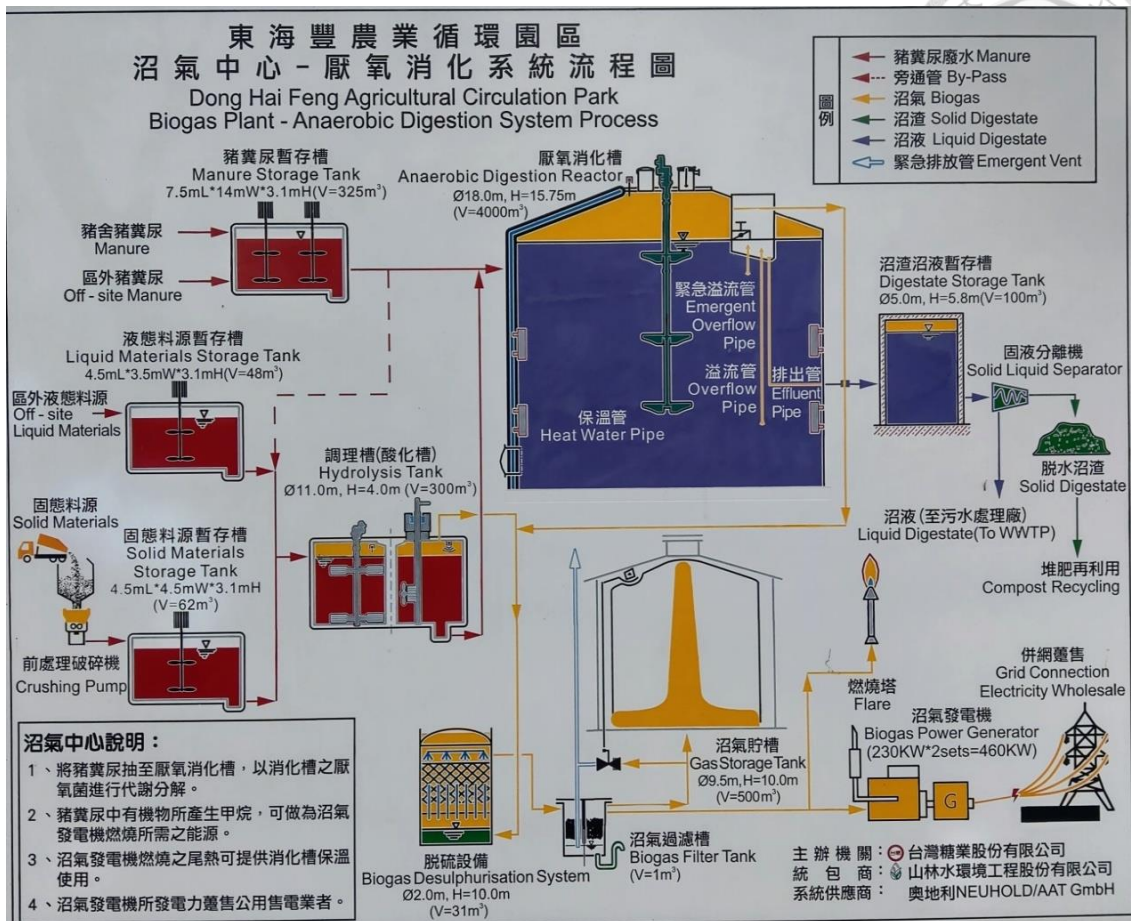 東海豐農業循環園區
沼氣中心-厭氧消化系統流程圖
Dong Hai Feng Agricultural Circulation Park
Biogas Plant - Anaerobic Digestion System Process
圖例
豬糞尿廢水 Manure
旁通管 By-Pass
沼氣 Biogas
沼渣 Solid Digestate
沼液 Liquid Digestate
緊急排放管 Emergent Vent
豬糞尿暫存槽
Manure Storage Tank
7.5mL*14mW*3.1mH(V=325m³)
豬舍豬糞尿
Manure
區外豬糞尿
Off - site Manure
厭氧消化槽
Anaerobic Digestion Reactor
Ø18.0m, H=15.75m
(V=4000m³)
緊急溢流管
Emergent
Overflow
Pipe
溢流管
Overflow
Pipe
排出管
Effluent
Pipe
保溫管
Heat Water Pipe
沼渣沼液暫存槽
Digestate Storage Tank
Ø5.0m, H=5.8m(V=100m³)
固液分離機
Solid Liquid Separator
脫水沼渣
Solid Digestate
沼液(至污水處理廠)
Liquid Digestate(To WWTP)
堆肥再利用
Compost Recycling
液態料源暫存槽
Liquid Materials Storage Tank
4.5mL*3.5mW*3.1mH(V=48m³)
區外液態料源
Off - site
Liquid Materials
調理槽(酸化槽)
Hydrolysis Tank
Ø11.0m, H=4.0m (V=300m³)
固態料源
Solid Materials
固態料源暫存槽
Solid Materials
Storage Tank
4.5mL*4.5mW*3.1mH
(V=62m³)
前處理破碎機
Crushing Pump
燃燒塔
Flare
併網躉售
Grid Connection
Electricity Wholesale
沼氣發電機
Biogas Power Generator
(230KW*2sets=460KW)
G
沼氣貯槽
Gas Storage Tank
Ø9.5m, H=10.0m
(V=500m³)
沼氣過濾槽
Biogas Filter Tank
(V=1m³)
脱硫設備
Biogas Desulphurisation System
Ø2.0m, H=10.0m
(V=31m³)
沼氣中心說明：
1、將豬糞尿抽至厭氧消化槽，以消化槽之厭
氧菌進行代謝分解。
2、豬糞尿中有機物所產生甲烷，可做為沼氣
發電機燃燒所需之能源。
3、沼氣發電機燃燒之尾熱可提供消化槽保溫
使用。
4、沼氣發電機所發電力躉售公用售電業者。
主辦機關：台灣糖業股份有限公司
統包商：山林水環境工程股份有限公司
系統供應商：奧地利NEUHOLD/AAT GmbH